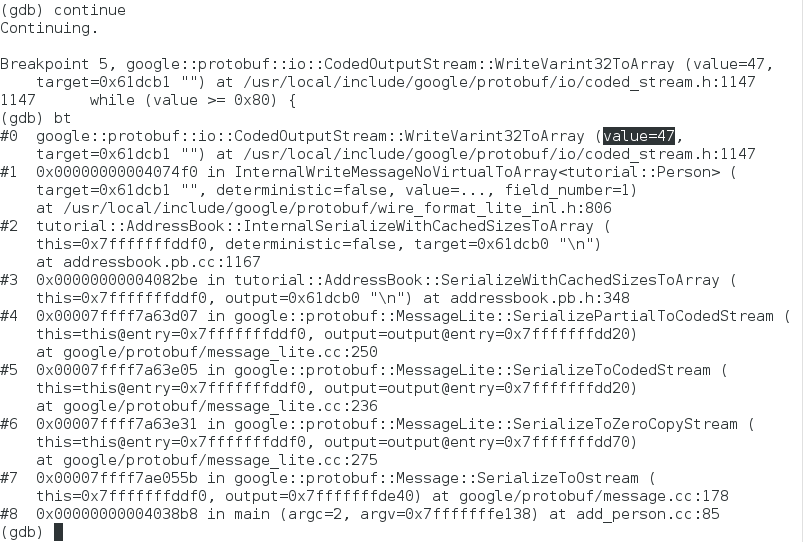 (gdb) continue
Continuing.
Breakpoint 5, google::protobuf::io::CodedOutputStream::WriteVarint32ToArray (value=47,
    target=0x61dcb1 "") at /usr/local/include/google/protobuf/io/coded_stream.h:1147
1147      while (value >= 0x80) {
(gdb) bt
#0  google::protobuf::io::CodedOutputStream::WriteVarint32ToArray (value=47,
    target=0x61dcb1 "") at /usr/local/include/google/protobuf/io/coded_stream.h:1147
#1  0x00000000004074f0 in InternalWriteMessageNoVirtualToArray<tutorial::Person> (
    target=0x61dcb1 "", deterministic=false, value=..., field_number=1)
    at /usr/local/include/google/protobuf/wire_format_lite_inl.h:806
#2  tutorial::AddressBook::InternalSerializeWithCachedSizesToArray (
    this=0x7fffffffddf0, deterministic=false, target=0x61dcb0 "\n")
    at addressbook.pb.cc:1167
#3  0x00000000004082be in tutorial::AddressBook::SerializeWithCachedSizesToArray (
    this=0x7fffffffddf0, output=0x61dcb0 "\n") at addressbook.pb.h:348
#4  0x00007ffff7a63d07 in google::protobuf::MessageLite::SerializePartialToCodedStream (
    this=this@entry=0x7fffffffddf0, output=output@entry=0x7fffffffdd20)
    at google/protobuf/message_lite.cc:250
#5  0x00007ffff7a63e05 in google::protobuf::MessageLite::SerializeToCodedStream (
    this=this@entry=0x7fffffffddf0, output=output@entry=0x7fffffffdd20)
    at google/protobuf/message_lite.cc:236
#6  0x00007ffff7a63e31 in google::protobuf::MessageLite::SerializeToZeroCopyStream (
    this=this@entry=0x7fffffffddf0, output=output@entry=0x7fffffffdd70)
    at google/protobuf/message_lite.cc:275
#7  0x00007ffff7ae055b in google::protobuf::Message::SerializeToOstream (
    this=0x7fffffffddf0, output=0x7fffffffde40) at google/protobuf/message.cc:178
#8  0x00000000004038b8 in main (argc=2, argv=0x7fffffffe138) at add_person.cc:85
(gdb)